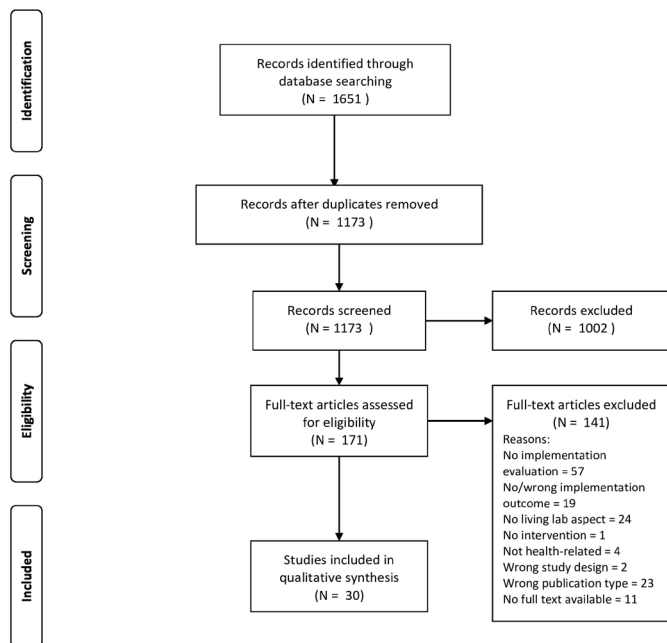 Identification
Records identified through
database searching
(N = 1651 )
Screening
Records after duplicates removed
(N = 1173 )
Records screened
(N =1173 )
Records excluded
(N = 1002 )
Eligibility
Full-text articles assessed
for eligibility
(N = 171)
Full-text articles excluded
(N = 141)
Reasons:
No implementation
evaluation = 57
No/wrong implementation
outcome = 19
No living lab aspect = 24
No intervention = 1
Not health-related = 4
Wrong study design = 2
Wrong publication type = 23
No full text available = 11
Included
Studies included in
qualitative synthesis
(N = 30)